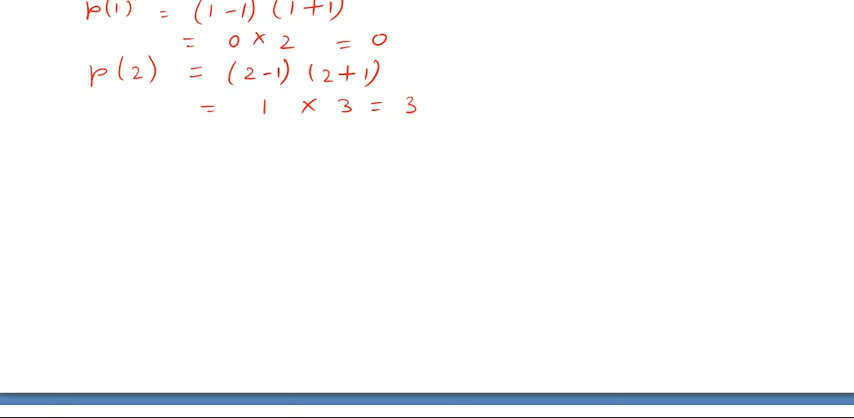 p(1) = (1-1) (1+1)
= 0 × 2 = 0
p(2) = (2-1) (2+1)
= 1 × 3 = 3